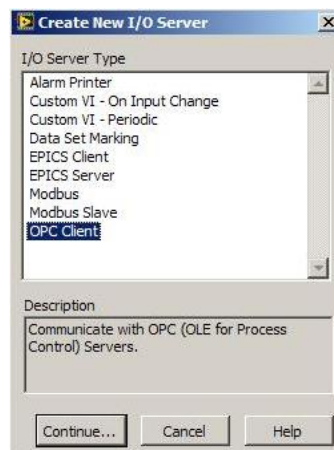 Create New I/O Server
I/O Server Type
Alarm Printer
Custom VI - On Input Change
Custom VI - Periodic
Data Set Marking
EPICS Client
EPICS Server
Modbus
Modbus Slave
OPC Client
Description
Communicate with OPC (OLE for Process
Control) Servers.
Continue... Cancel Help